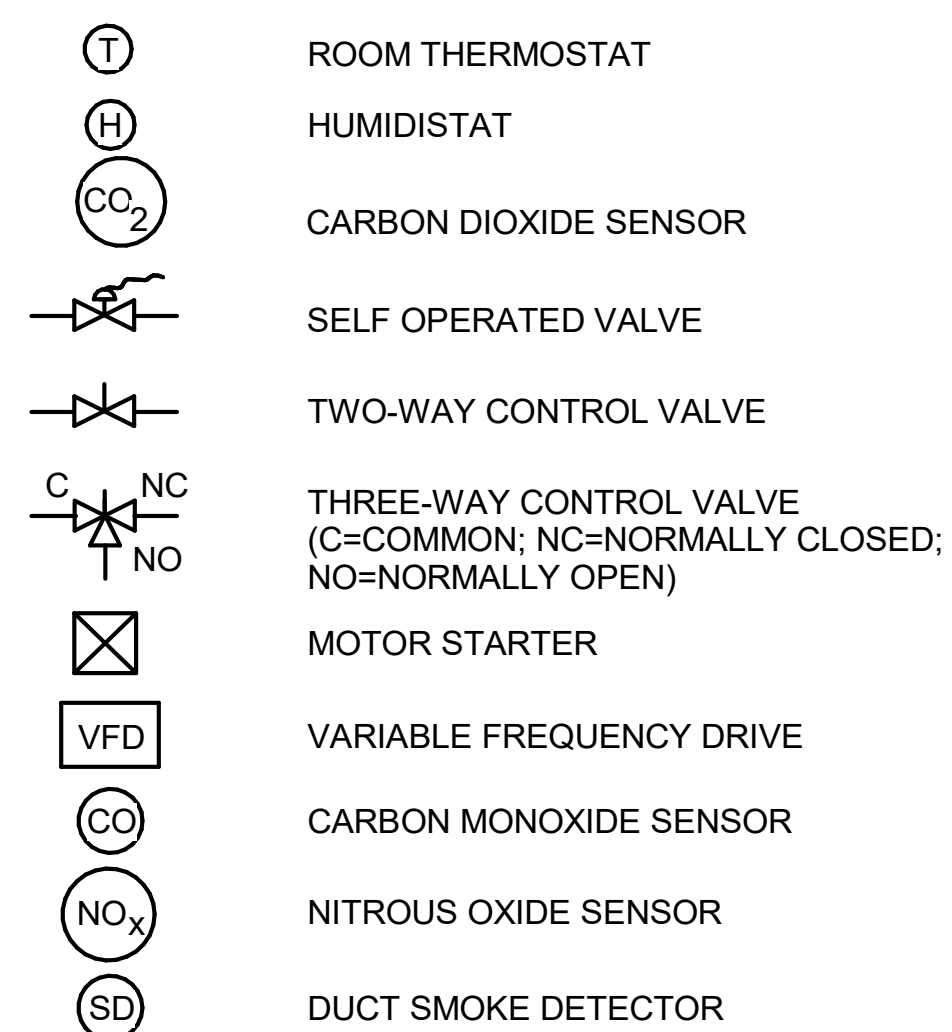 T ROOM THERMOSTAT
H HUMIDISTAT
CO2 CARBON DIOXIDE SENSOR
SELF OPERATED VALVE
TWO-WAY CONTROL VALVE
C NC THREE-WAY CONTROL VALVE
(C=COMMON; NC=NORMALLY CLOSED;
NO NO=NORMALLY OPEN)
MOTOR STARTER
VFD VARIABLE FREQUENCY DRIVE
CO CARBON MONOXIDE SENSOR
NOx NITROUS OXIDE SENSOR
SD DUCT SMOKE DETECTOR